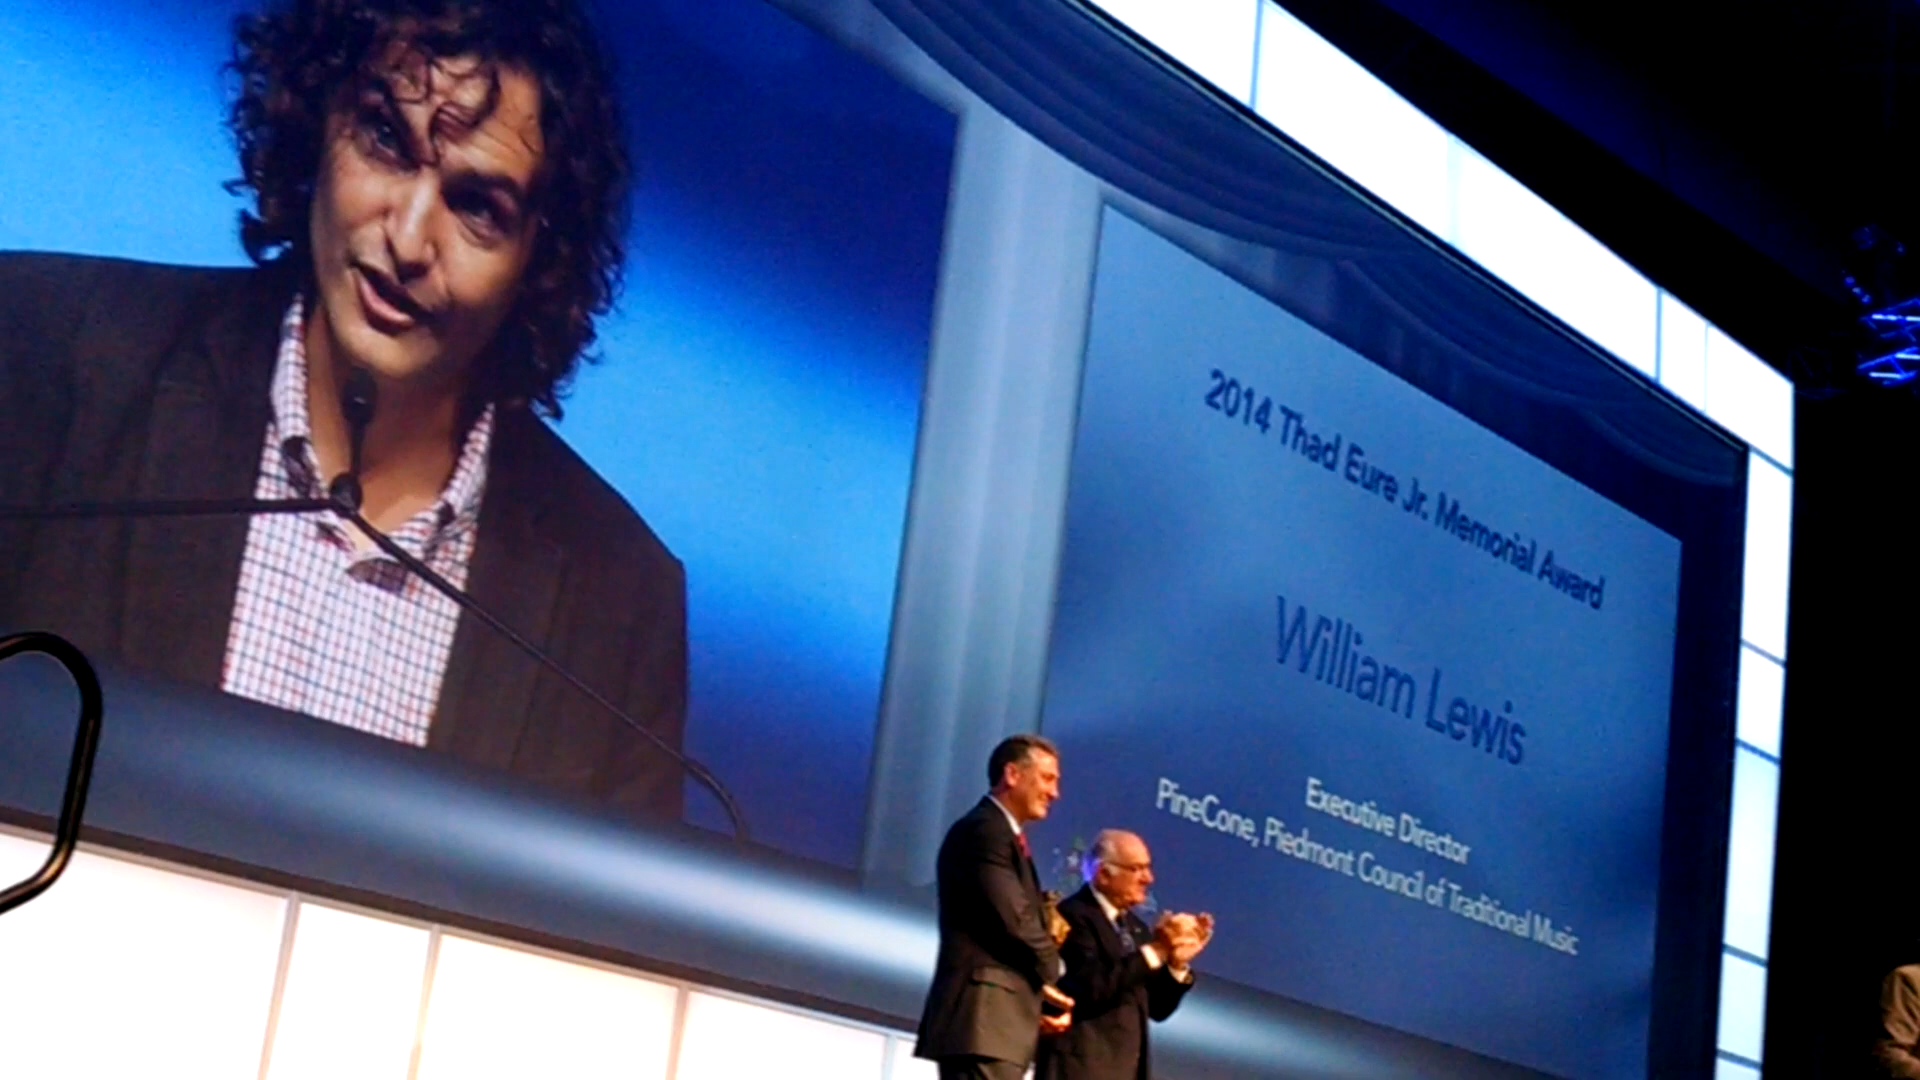 2014 Thad Eure Jr. Memorial Award
William Lewis
Executive Director
PineCone, Piedmont Council of Traditional Music